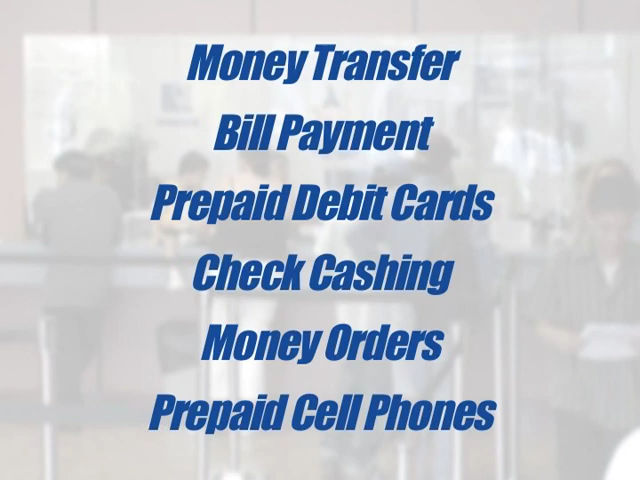 Money Transfer
Bill Payment
Prepaid Debit Cards
Check Cashing
Money Orders
Prepaid Cell Phones